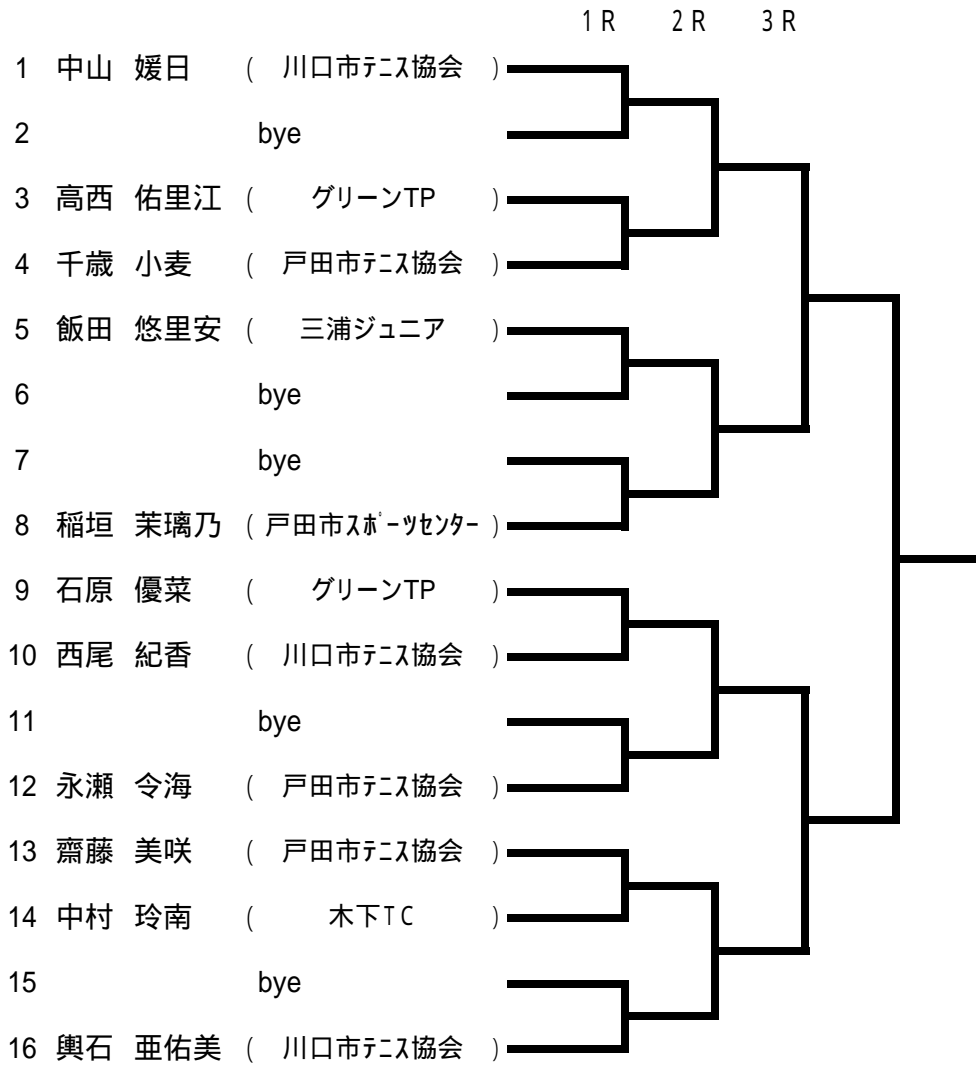 １Ｒ ２Ｒ ３Ｒ
1 中山 媛日 ( 川口市ﾃﾆｽ協会 )
2 bye
3 高西 佑里江 ( グリーンTP )
4 千歳 小麦 ( 戸田市ﾃﾆｽ協会 )
5 飯田 悠里安 ( 三浦ジュニア )
6 bye
7 bye
8 稲垣 茉璃乃 ( 戸田市ｽﾎﾟｰﾂｾﾝﾀｰ )
9 石原 優菜 ( グリーンTP )
10 西尾 紀香 ( 川口市ﾃﾆｽ協会 )
11 bye
12 永瀬 令海 ( 戸田市ﾃﾆｽ協会 )
13 齋藤 美咲 ( 戸田市ﾃﾆｽ協会 )
14 中村 玲南 ( 木下ＴＣ )
15 bye
16 輿石 亜佑美 ( 川口市ﾃﾆｽ協会 )